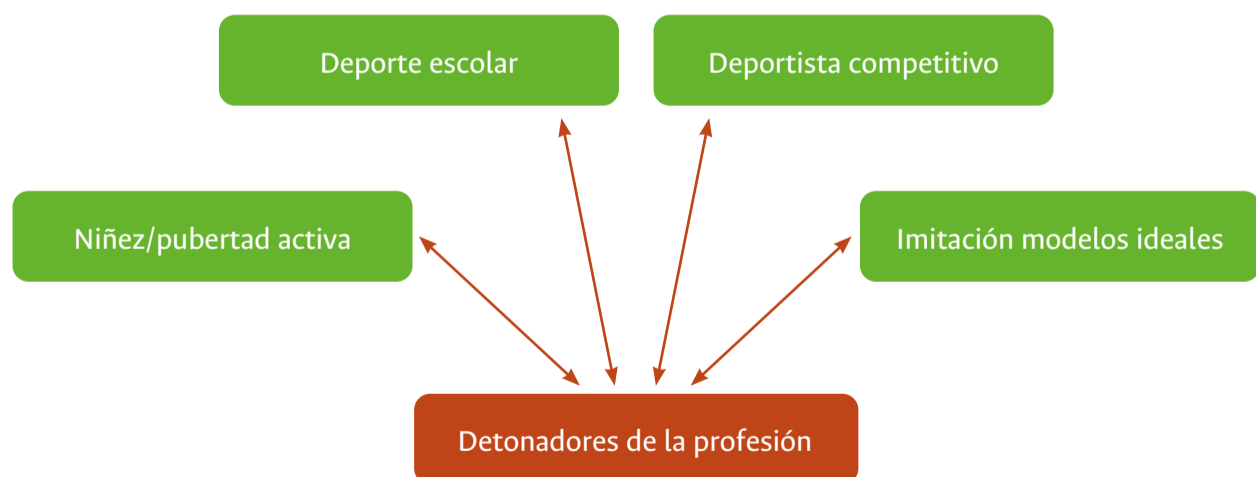 Deporte escolar
Deportista competitivo
Niñez/pubertad activa
Imitación modelos ideales
Detonadores de la profesión